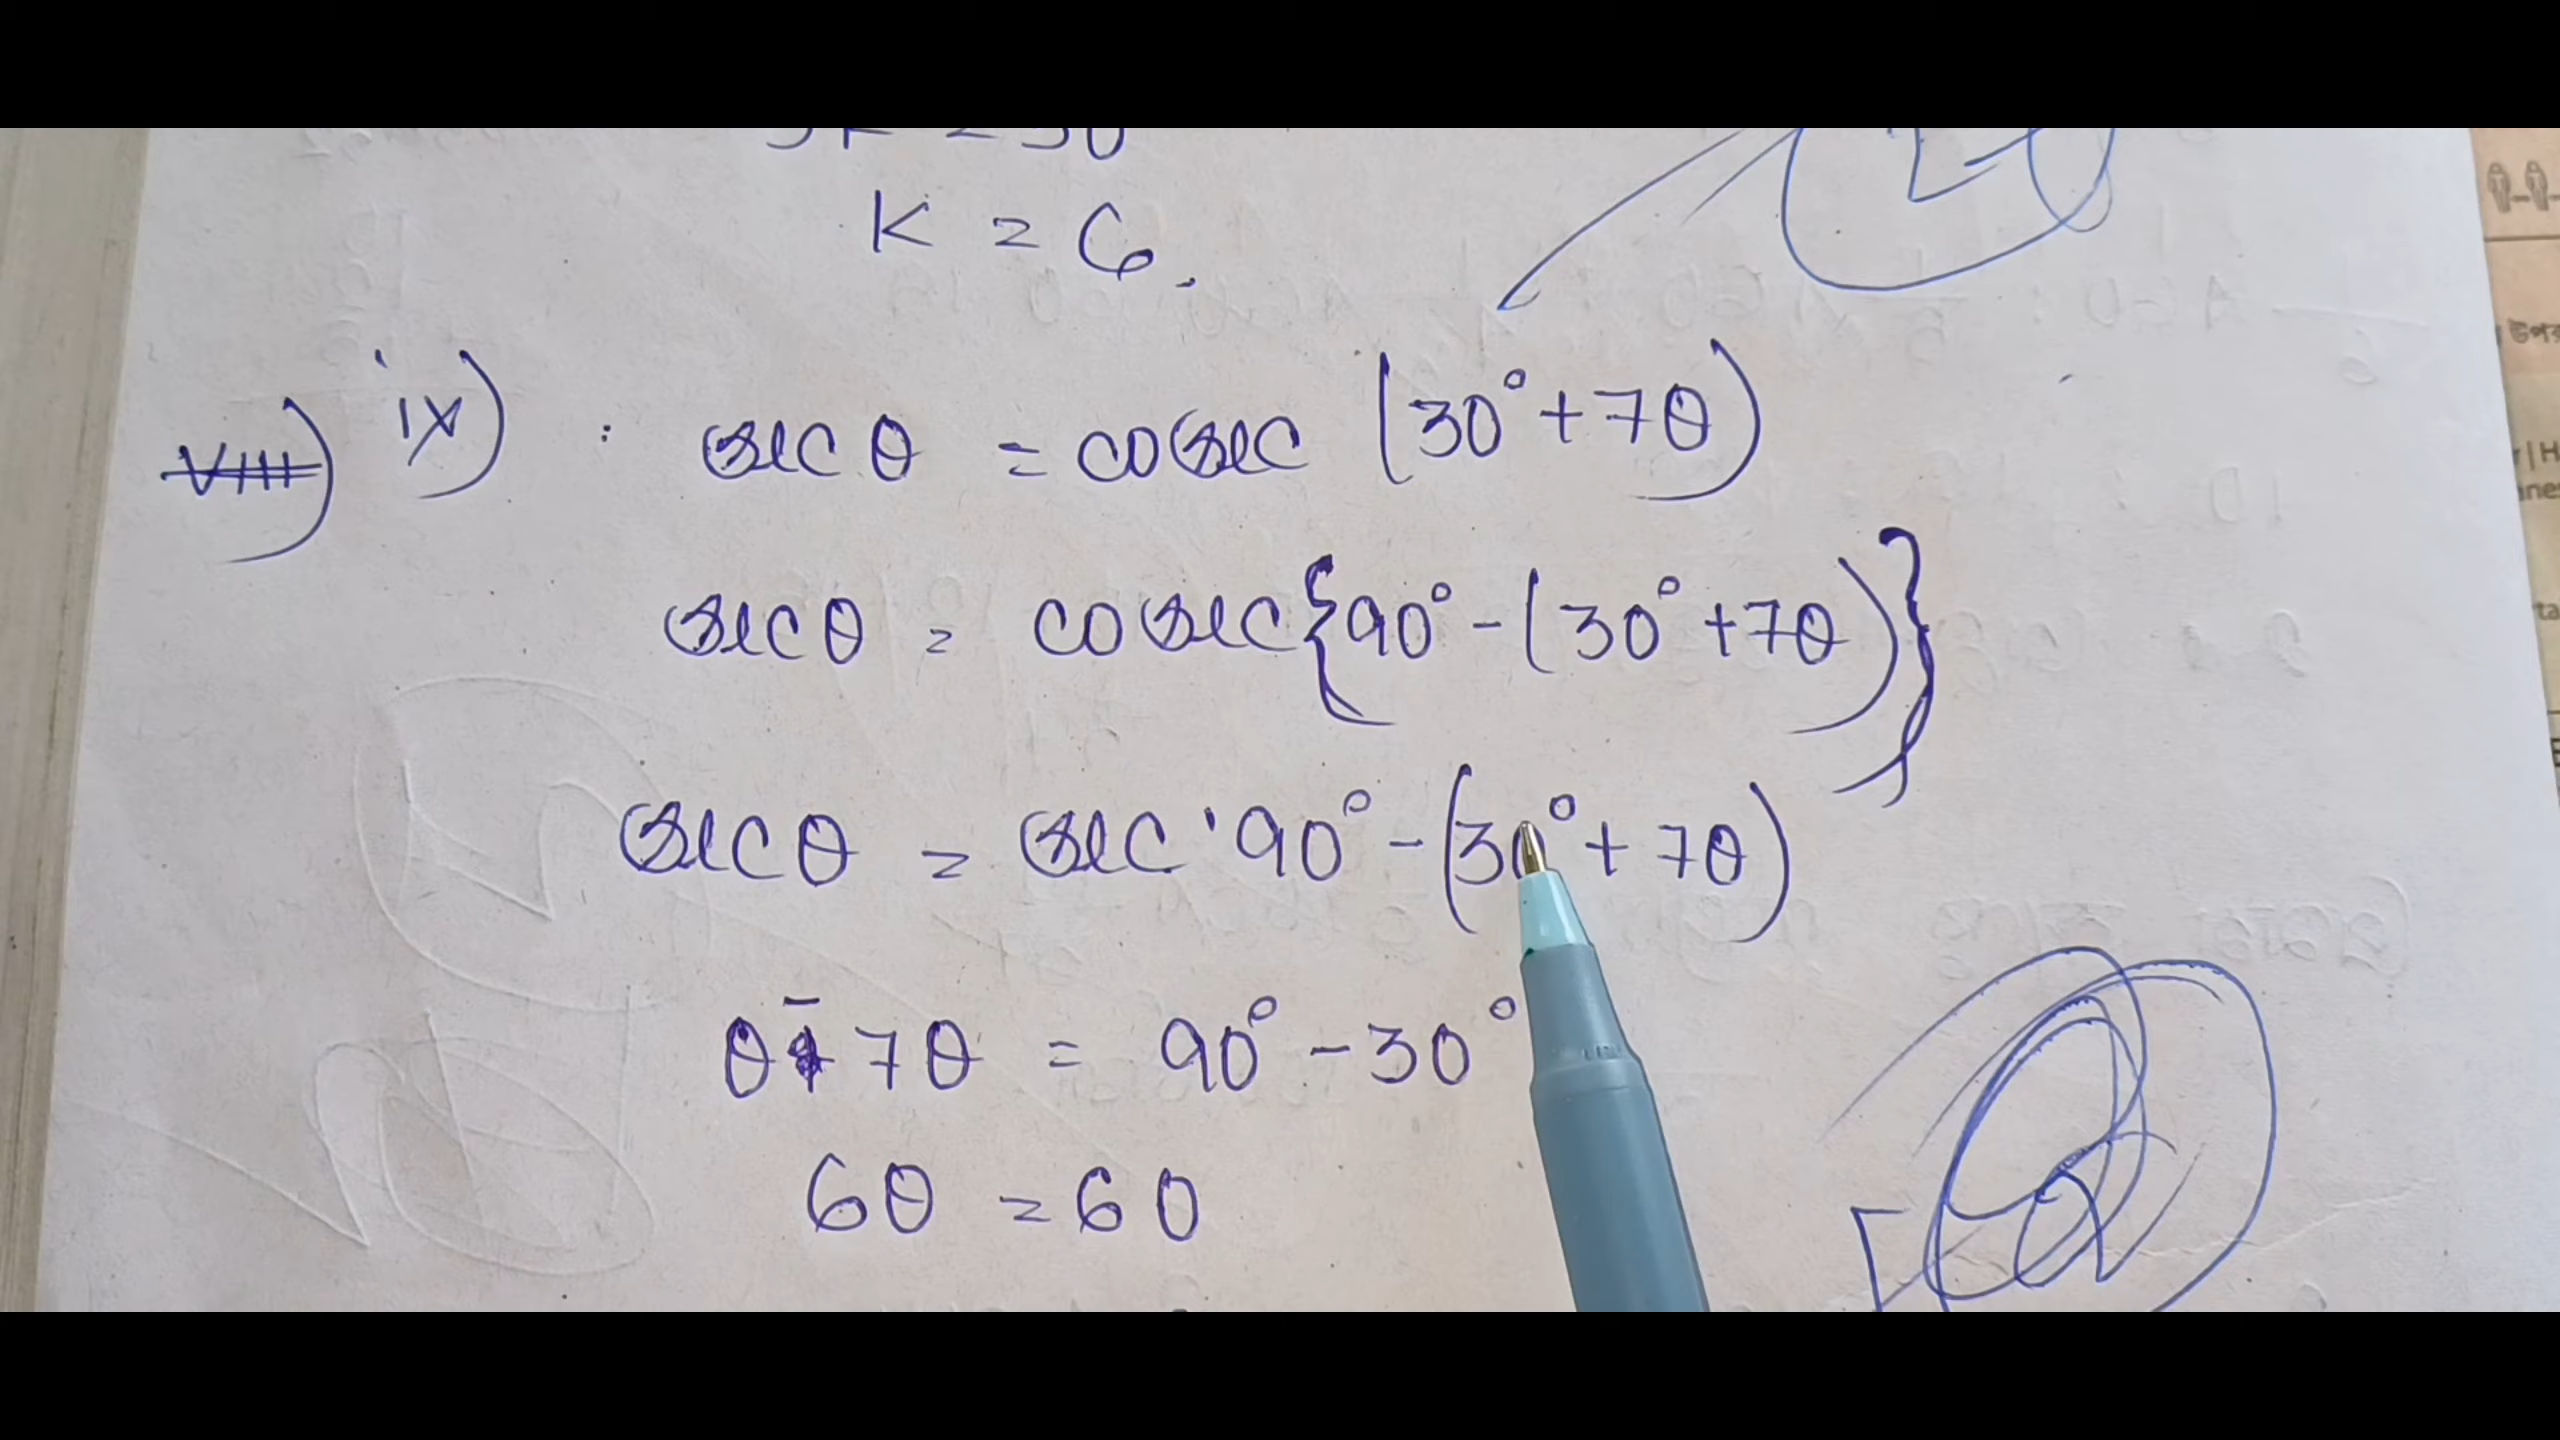 K = 6.
ix) : sec θ = cosec (30° + 7θ)
sec θ = cosec {90° - (30° + 7θ)}
sec θ = sec 90° - (30° + 7θ)
θ - 7θ = 90° - 30°
6θ = 60